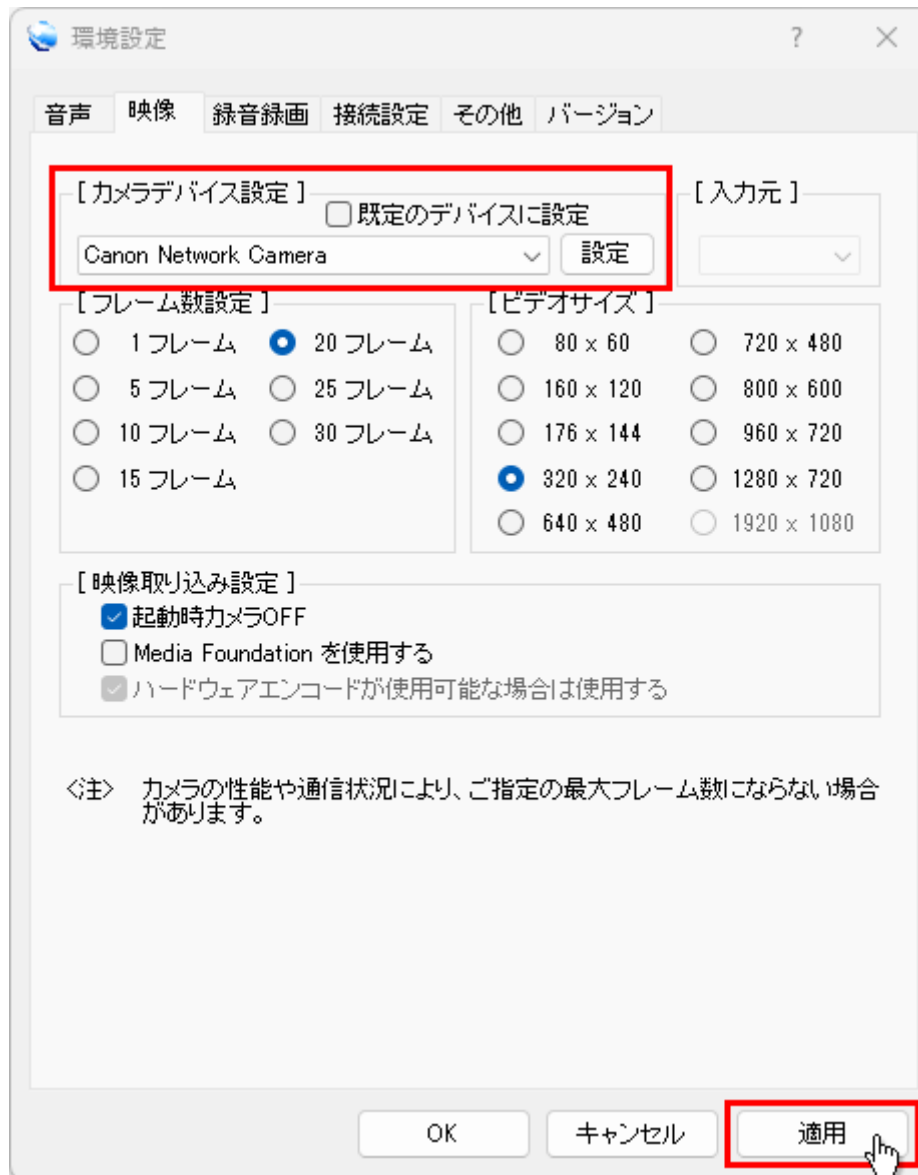 環境設定
音声 映像 録音録画 接続設定 その他 バージョン
[ カメラデバイス設定 ]
既定のデバイスに設定
Canon Network Camera 設定
[ 入力元 ]
[ フレーム数設定 ]
1 フレーム 20 フレーム
5 フレーム 25 フレーム
10 フレーム 30 フレーム
15 フレーム
[ ビデオサイズ ]
80 x 60 720 x 480
160 x 120 800 x 600
176 x 144 960 x 720
320 x 240 1280 x 720
640 x 480 1920 x 1080
[ 映像取り込み設定 ]
起動時カメラOFF
Media Foundation を使用する
ハードウェアエンコードが使用可能な場合は使用する
<注> カメラの性能や通信状況により、ご指定の最大フレーム数にならない場合
があります。
OK キャンセル 適用